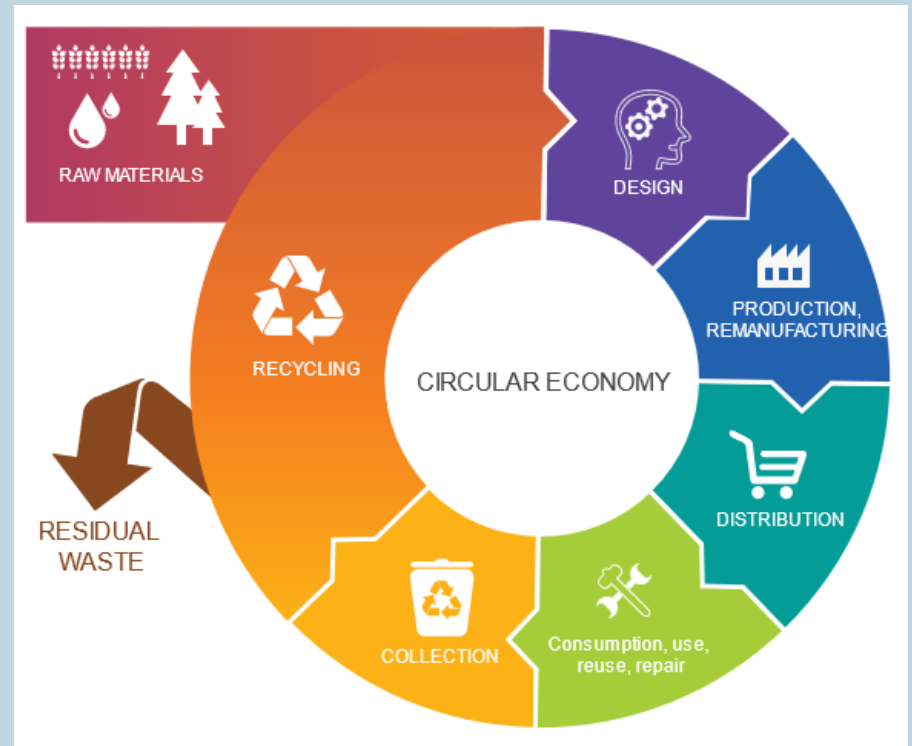 RAW MATERIALS
DESIGN
PRODUCTION,
REMANUFACTURING
RECYCLING
CIRCULAR ECONOMY
DISTRIBUTION
RESIDUAL
WASTE
Consumption, use,
reuse, repair
COLLECTION